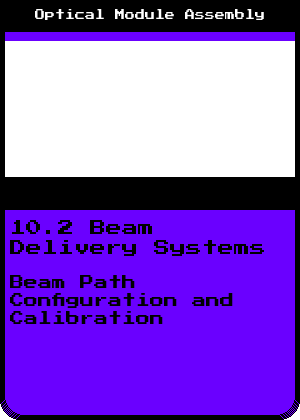 Optical Module Assembly
10.2 Beam
Delivery Systems
Beam Path
Configuration and
Calibration